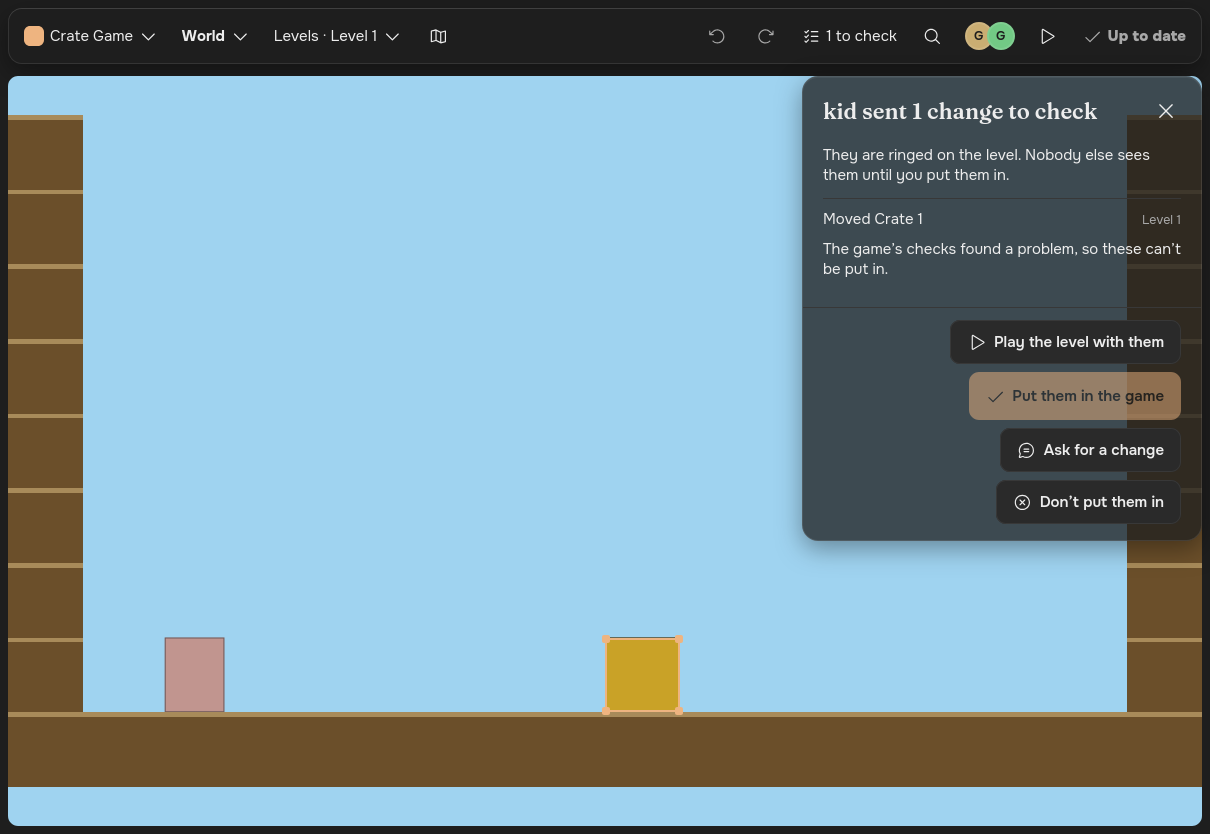 Crate Game
World
Levels · Level 1
1 to check
G
G
Up to date
kid sent 1 change to check
They are ringed on the level. Nobody else sees
them until you put them in.
Moved Crate 1
Level 1
The game’s checks found a problem, so these can’t
be put in.
Play the level with them
Put them in the game
Ask for a change
Don’t put them in